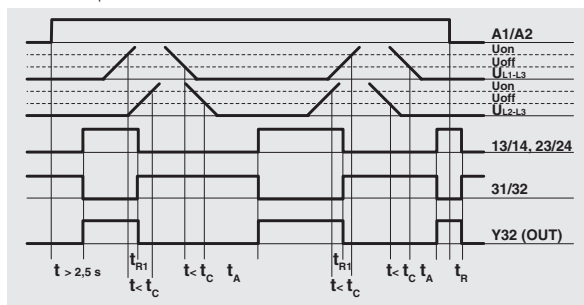 A1/A2
Uon
Uoff
UL1-L3
Uon
Uoff
UL2-L3
13/14, 23/24
31/32
Y32 (OUT)
t > 2,5 s
tR1
t< tC
t< tC
tA
tR1
t< tC
t< tC
tA
tR